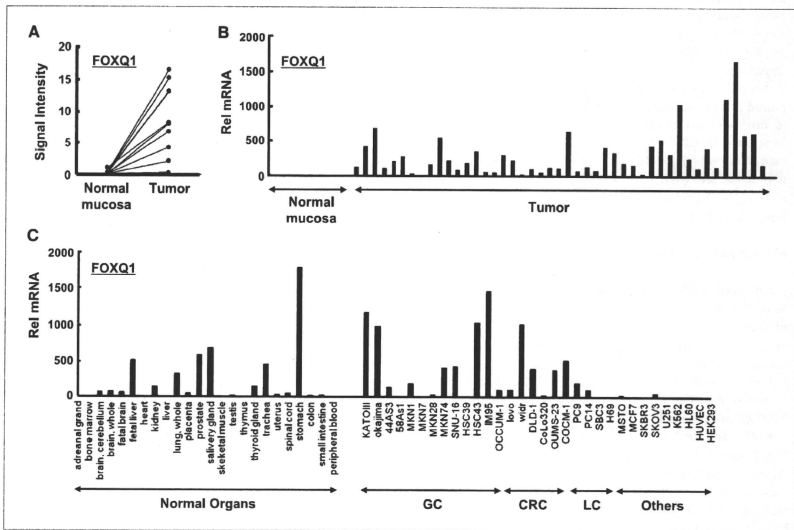 A
FOXQ1
Signal Intensity
20
15
10
5
0
Normal
mucosa
Tumor
B
FOXQ1
Rel mRNA
2000
1500
1000
500
0
Normal
mucosa
Tumor
C
FOXQ1
Rel mRNA
2000
1500
1000
500
0
adreanal grand
bone marrow
brain, cerebellum
brain, whole
fatal brain
fetal liver
heart
kidney
liver
lung, whole
placenta
prostate
salivery gland
skeketal muscle
testis
thymus
thyroid gland
trachea
uterus
spinal cord
stomach
colon
small intestine
peripheral blood
KATOIII
okajima
44AS3
58As1
MKN1
MKN7
MKN28
MKN74
SNU-16
HSC39
HSC43
IM95
OCCUM-1
lovo
widr
DLD-1
CoLo320
OUMS-23
COCM-1
PC9
PC14
SBC3
H69
MSTO
MCF7
SKBR3
SKOV3
U251
K562
HL60
HUVEC
HEK293
Normal Organs
GC
CRC
LC
Others